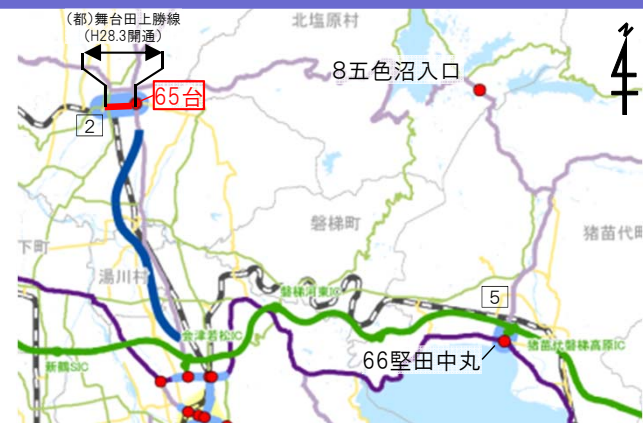 (都)舞台田上勝線
(H28.3開通)
北塩原村
8五色沼入口
65台
2
磐梯町
猪苗代町
下町
湯川村
磐梯河東IC
5
会津若松IC
猪苗代磐梯高原IC
新鶴SIC
66堅田中丸